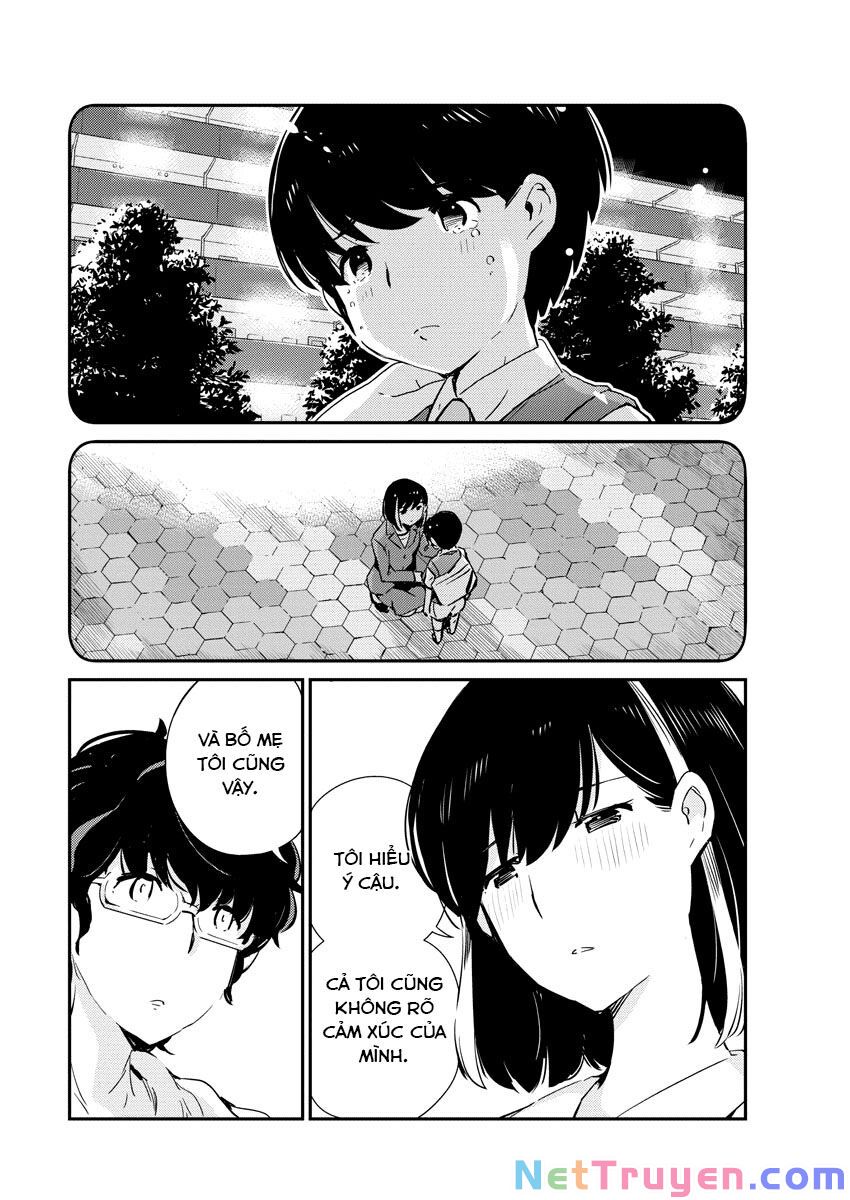 TÔI HIỂU
Ý CẬU.
CẢ TÔI CŨNG
KHÔNG RÕ
CẢM XÚC CỦA
MÌNH.
VÀ BỐ MẸ
TÔI CŨNG
VẬY.
NetTruyen.com